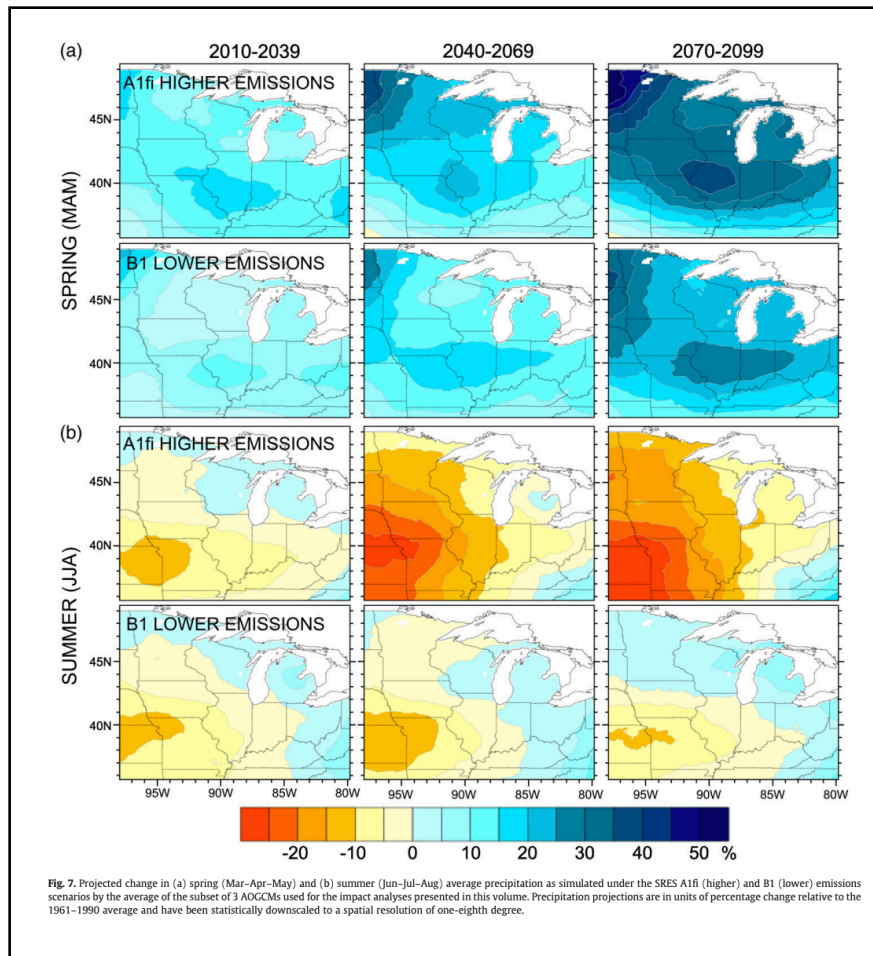 (a)
2010-2039 2040-2069 2070-2099
A1fi HIGHER EMISSIONS
45N
40N
SPRING (MAM)
B1 LOWER EMISSIONS
45N
40N
(b)
A1fi HIGHER EMISSIONS
45N
40N
SUMMER (JJA)
B1 LOWER EMISSIONS
45N
40N
95W 90W 85W 80W 95W 90W 85W 80W 95W 90W 85W 80W
-20 -10 0 10 20 30 40 50 %
Fig. 7. Projected change in (a) spring (Mar–Apr–May) and (b) summer (Jun–Jul–Aug) average precipitation as simulated under the SRES A1fi (higher) and B1 (lower) emissions
scenarios by the average of the subset of 3 AOGCMs used for the impact analyses presented in this volume. Precipitation projections are in units of percentage change relative to the
1961–1990 average and have been statistically downscaled to a spatial resolution of one-eighth degree.